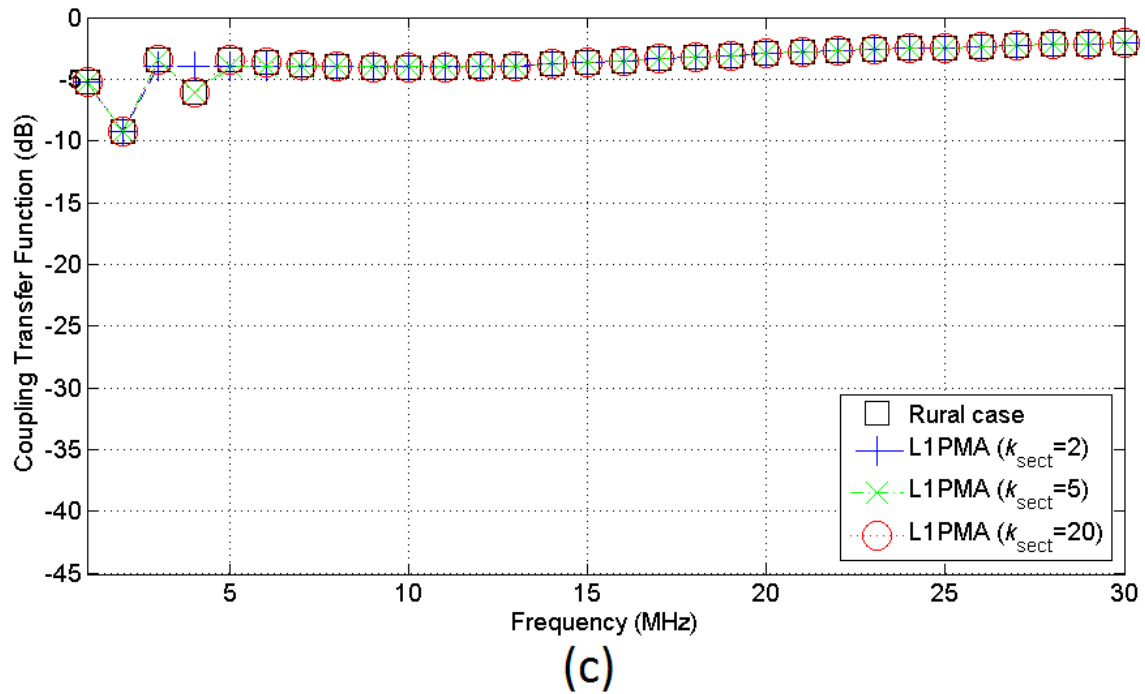 0
-5
-10
-15
-20
-25
-30
-35
-40
-45
Coupling Transfer Function (dB)
Rural case
L1PMA (ksect=2)
L1PMA (ksect=5)
L1PMA (ksect=20)
5 10 15 20 25 30
Frequency (MHz)
(c)